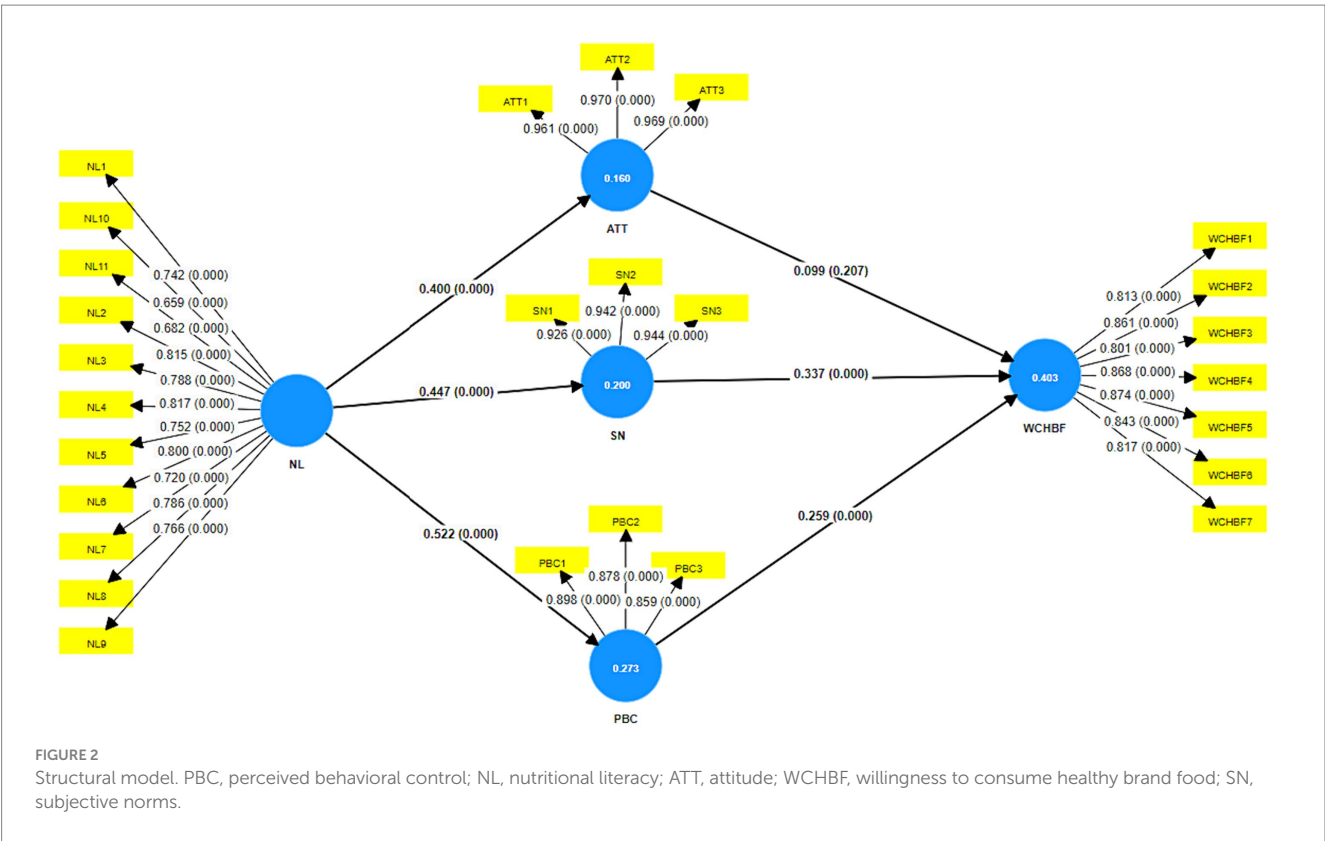 ATT2
ATT1
ATT3
0.970 (0.000)
0.961 (0.000)
0.969 (0.000)
0.160
ATT
NL1
NL10
NL11
NL2
NL3
NL4
NL5
NL6
NL7
NL8
NL9
0.742 (0.000)
0.659 (0.000)
0.682 (0.000)
0.815 (0.000)
0.788 (0.000)
0.817 (0.000)
0.752 (0.000)
0.800 (0.000)
0.720 (0.000)
0.786 (0.000)
0.766 (0.000)
NL
0.400 (0.000)
0.447 (0.000)
0.522 (0.000)
SN2
SN1
SN3
0.942 (0.000)
0.926 (0.000)
0.944 (0.000)
0.200
SN
PBC2
PBC1
PBC3
0.878 (0.000)
0.898 (0.000)
0.859 (0.000)
0.273
PBC
0.099 (0.207)
0.337 (0.000)
0.259 (0.000)
0.403
WCHBF
0.813 (0.000)
0.861 (0.000)
0.801 (0.000)
0.868 (0.000)
0.874 (0.000)
0.843 (0.000)
0.817 (0.000)
WCHBF1
WCHBF2
WCHBF3
WCHBF4
WCHBF5
WCHBF6
WCHBF7
FIGURE 2
Structural model. PBC, perceived behavioral control; NL, nutritional literacy; ATT, attitude; WCHBF, willingness to consume healthy brand food; SN,
subjective norms.